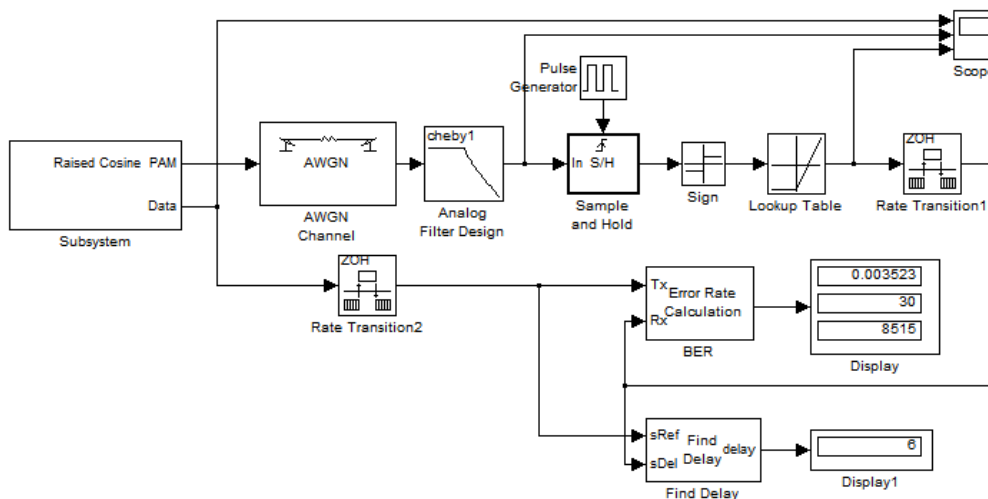 Pulse
Generator
Scope
Raised Cosine PAM
Data
Subsystem
AWGN
AWGN
Channel
cheby1
Analog
Filter Design
In S/H
Sample
and Hold
Sign
Lookup Table
ZOH
Rate Transition1
ZOH
Rate Transition2
Tx
Rx
Error Rate
Calculation
BER
0.003523
30
8515
Display
sRef
sDel
Find
Delay
delay
Find Delay
6
Display1